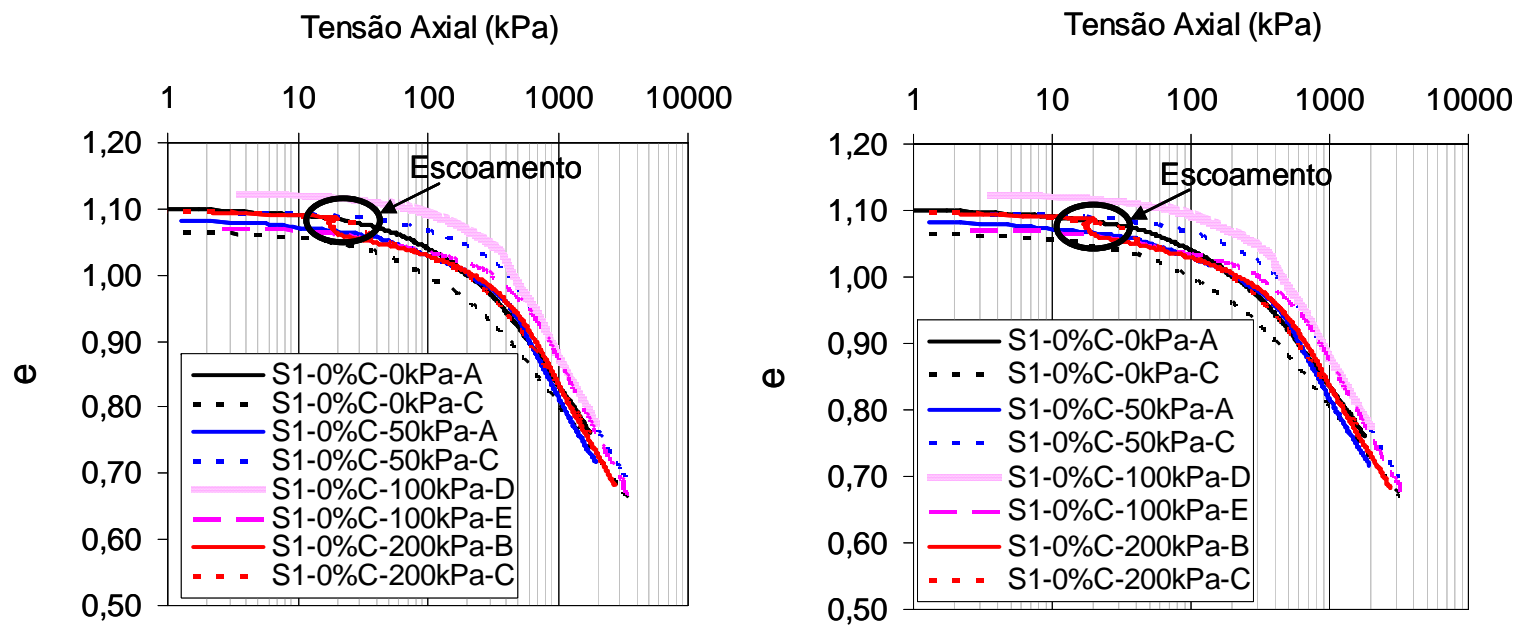 Tensão Axial (kPa)
1 10 100 1000 10000
1,20
Escoamento
1,10
1,00
0,90
0,80
0,70
0,60
0,50
e
S1-0%C-0kPa-A
S1-0%C-0kPa-C
S1-0%C-50kPa-A
S1-0%C-50kPa-C
S1-0%C-100kPa-D
S1-0%C-100kPa-E
S1-0%C-200kPa-B
S1-0%C-200kPa-C
Tensão Axial (kPa)
1 10 100 1000 10000
1,20
Escoamento
1,10
1,00
0,90
0,80
0,70
0,60
0,50
e
S1-0%C-0kPa-A
S1-0%C-0kPa-C
S1-0%C-50kPa-A
S1-0%C-50kPa-C
S1-0%C-100kPa-D
S1-0%C-100kPa-E
S1-0%C-200kPa-B
S1-0%C-200kPa-C